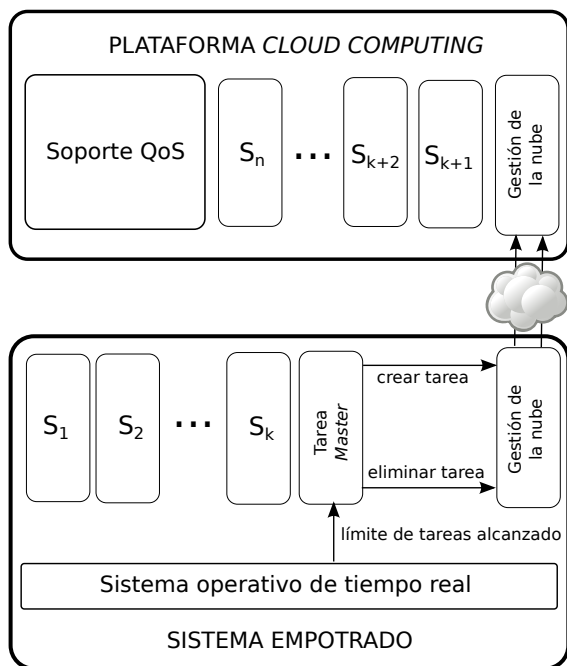 PLATAFORMA CLOUD COMPUTING
Soporte QoS
Sn
...
Sk+2
Sk+1
Gestión de
la nube
S1
S2
...
Sk
Tarea
Master
crear tarea
eliminar tarea
Gestión de
la nube
límite de tareas alcanzado
Sistema operativo de tiempo real
SISTEMA EMPOTRADO